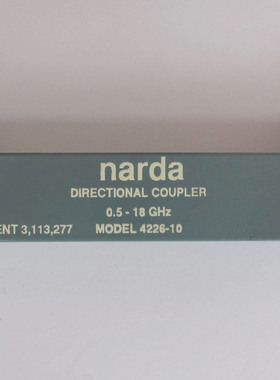 narda
DIRECTIONAL COUPLER
0.5 - 18 GHz
ENT 3,113,277 MODEL 4226-10